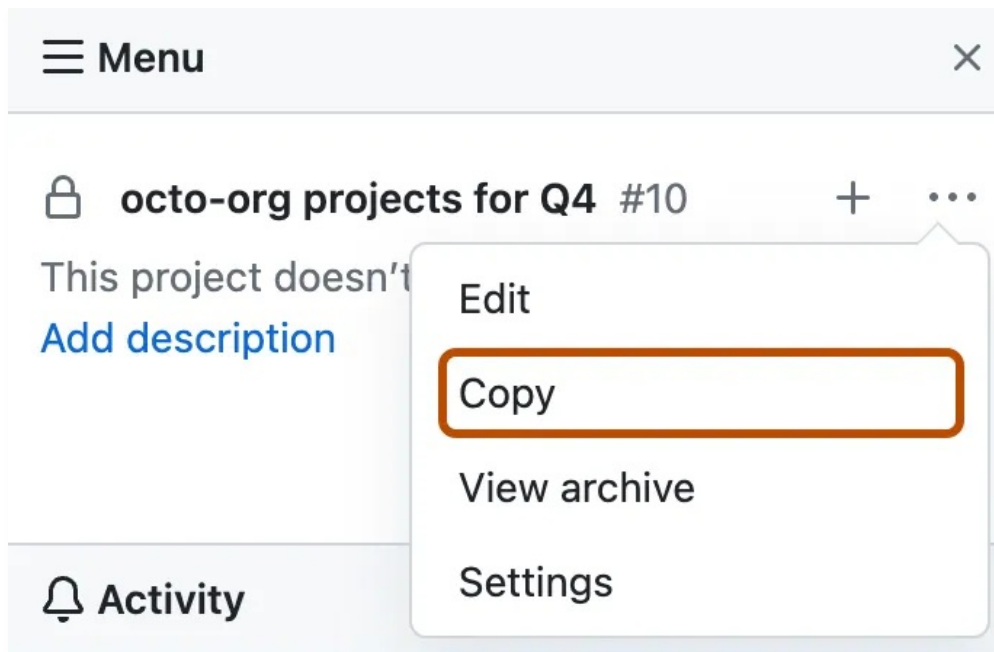 Menu
octo-org projects for Q4 #10
This project doesn’t
Add description
Edit
Copy
View archive
Settings
Activity